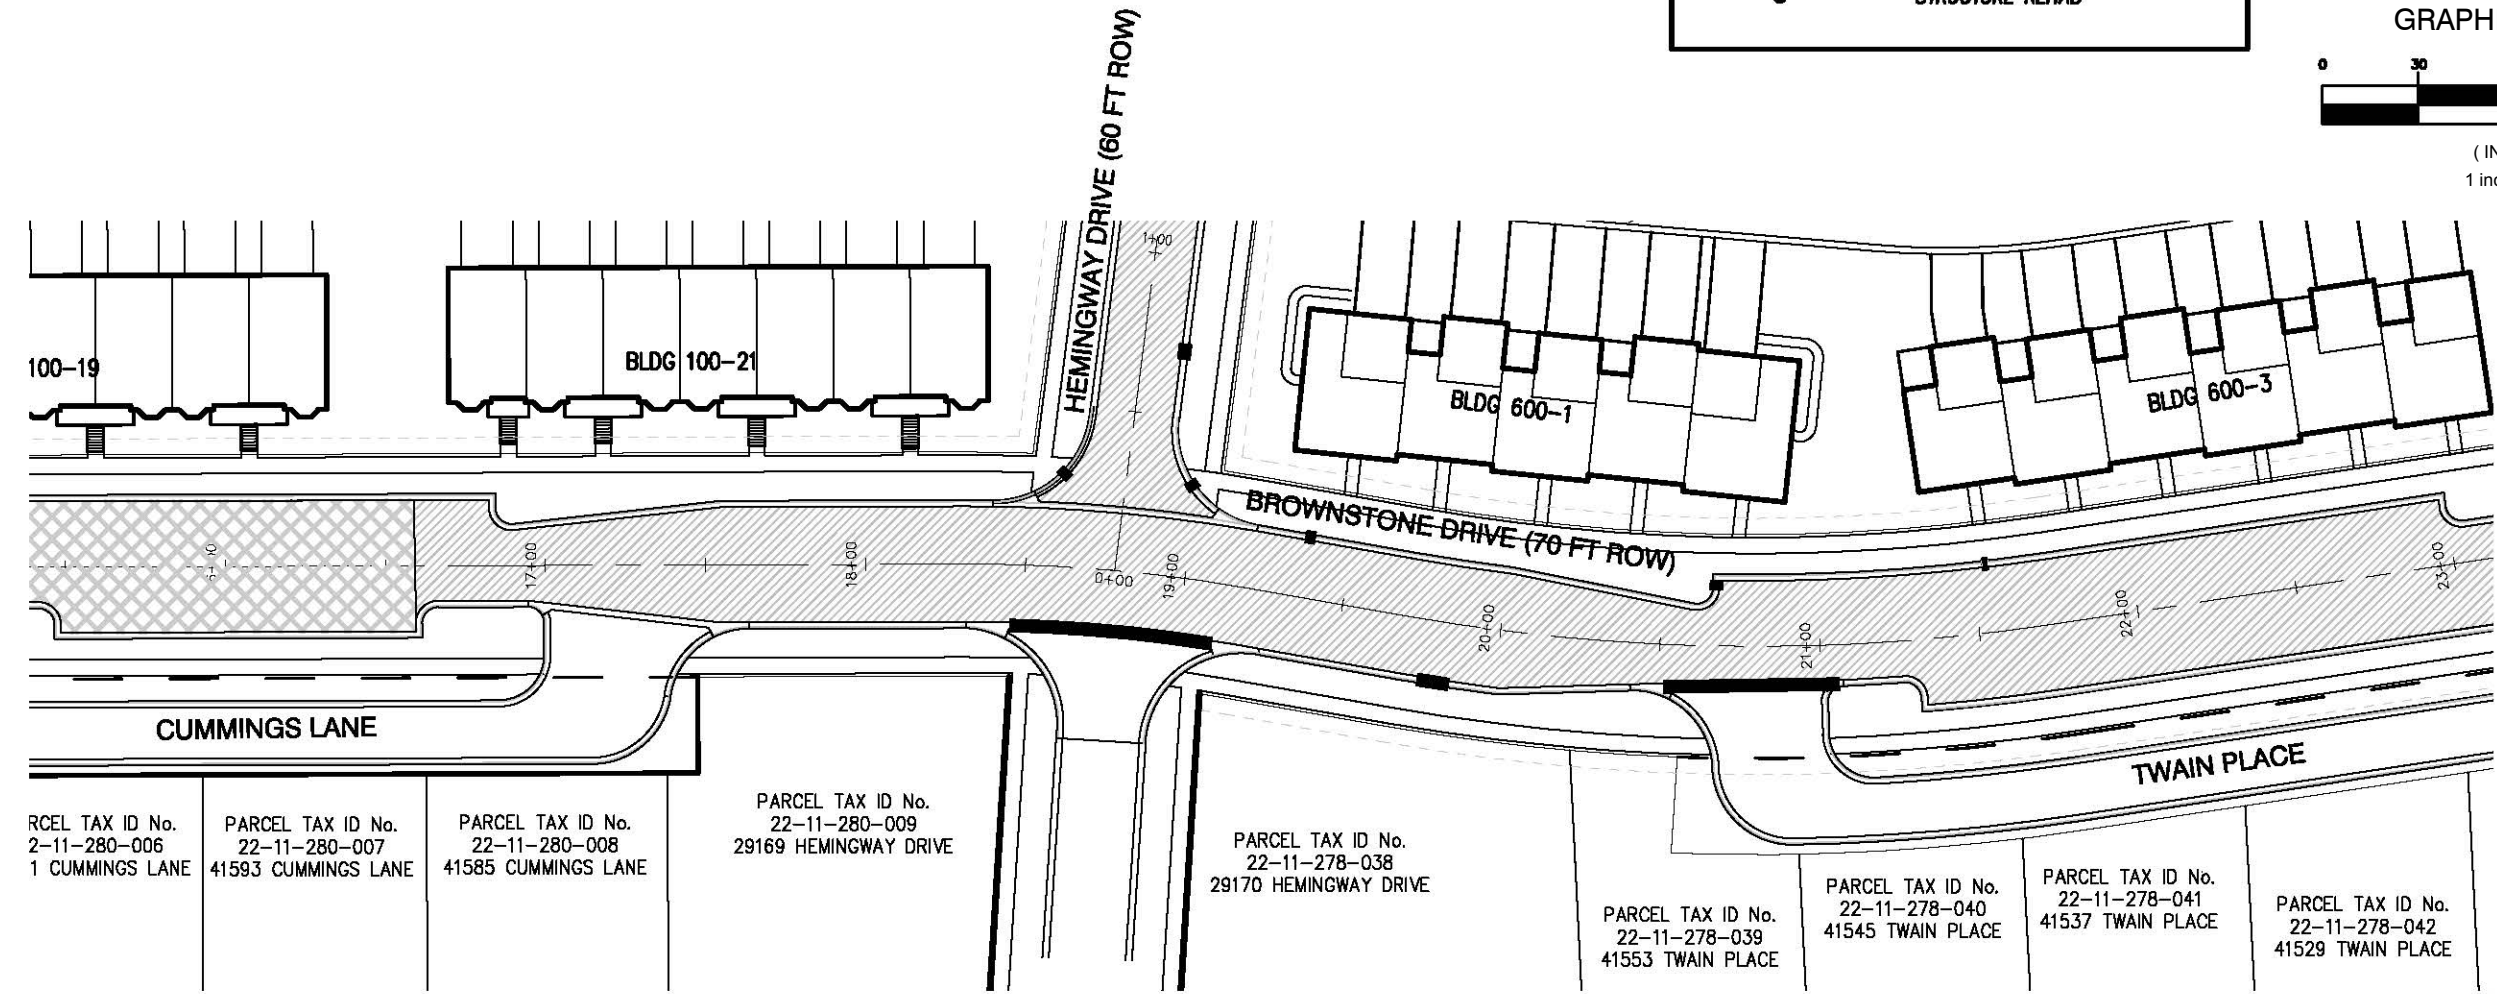 STRUCTURE REHAB
GRAPH
0 30
( IN
1 inc
HEMINGWAY DRIVE (60 FT ROW)
1+00
100-19
BLDG 100-21
BLDG 600-1
BLDG 600-3
BROWNSTONE DRIVE (70 FT ROW)
17+00
18+00
0+00
19+00
20+00
21+00
22+00
23+00
CUMMINGS LANE
TWAIN PLACE
RCEL TAX ID No.
2-11-280-006
1 CUMMINGS LANE
PARCEL TAX ID No.
22-11-280-007
41593 CUMMINGS LANE
PARCEL TAX ID No.
22-11-280-008
41585 CUMMINGS LANE
PARCEL TAX ID No.
22-11-280-009
29169 HEMINGWAY DRIVE
PARCEL TAX ID No.
22-11-278-038
29170 HEMINGWAY DRIVE
PARCEL TAX ID No.
22-11-278-039
41553 TWAIN PLACE
PARCEL TAX ID No.
22-11-278-040
41545 TWAIN PLACE
PARCEL TAX ID No.
22-11-278-041
41537 TWAIN PLACE
PARCEL TAX ID No.
22-11-278-042
41529 TWAIN PLACE